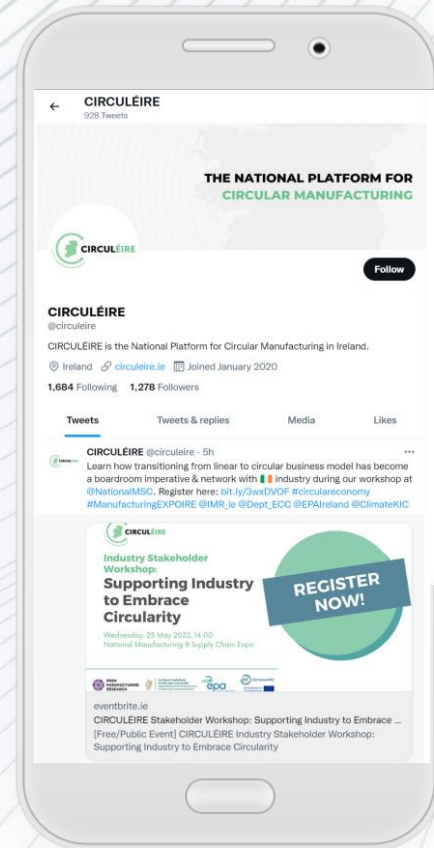 CIRCULÉIRE
928 Tweets
THE NATIONAL PLATFORM FOR
CIRCULAR MANUFACTURING
CIRCULÉIRE
Follow
CIRCULÉIRE
@circuleire
CIRCULÉIRE is the National Platform for Circular Manufacturing in Ireland.
Ireland circuleire.ie Joined January 2020
1,684 Following 1,278 Followers
Tweets Tweets & replies Media Likes
CIRCULÉIRE @circuleire · 5h
Learn how transitioning from linear to circular business model has become
a boardroom imperative & network with 🇮🇪 industry during our workshop at
@NationalMSC. Register here: bit.ly/3wxDVOF #circulareconomy
#ManufacturingEXPOIRE @IMR_ie @Dept_ECC @EPAIreland @ClimateKIC
CIRCULÉIRE
Industry Stakeholder
Workshop:
Supporting Industry
to Embrace
Circularity
REGISTER
NOW!
Wednesday, 25 May 2022, 14:00
National Manufacturing & Supply Chain Expo
IRISH
MANUFACTURING
RESEARCH
epa
eventbrite.ie
CIRCULÉIRE Stakeholder Workshop: Supporting Industry to Embrace ...
[Free/Public Event] CIRCULÉIRE Industry Stakeholder Workshop:
Supporting Industry to Embrace Circularity